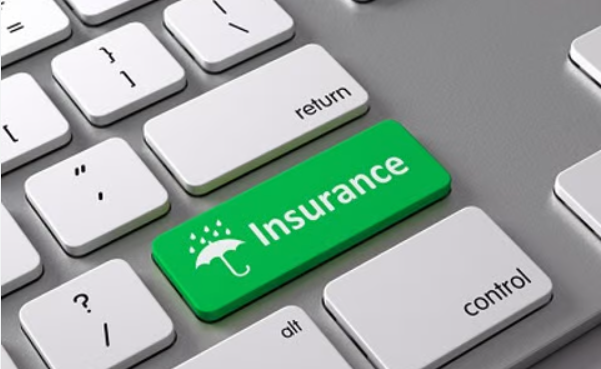 =
|
\
}
]
return
[
"
'
Insurance
?
/
alt
control